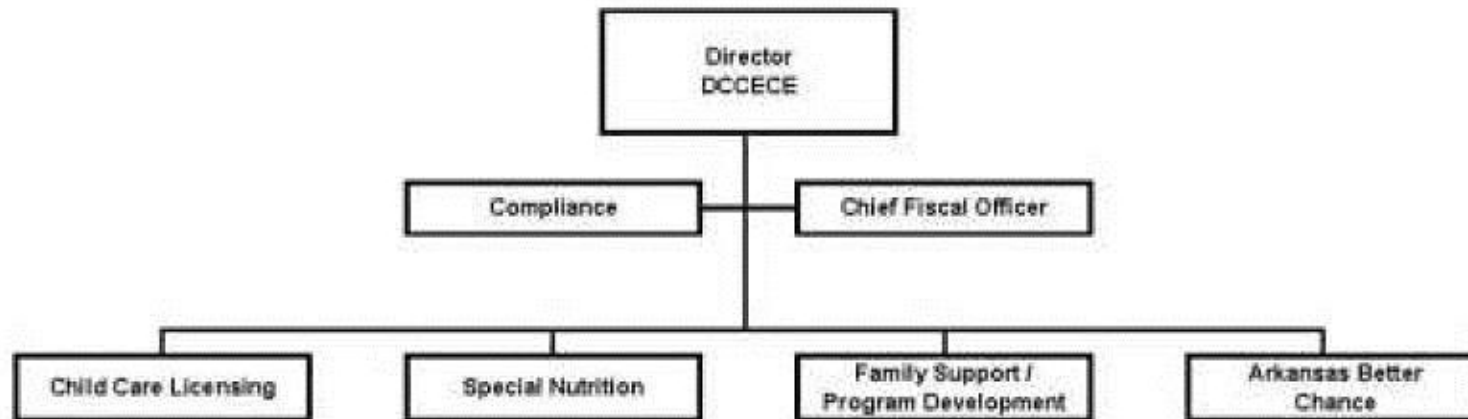 Director
DCCECE
Compliance
Chief Fiscal Officer
Child Care Licensing
Special Nutrition
Family Support /
Program Development
Arkansas Better
Chance